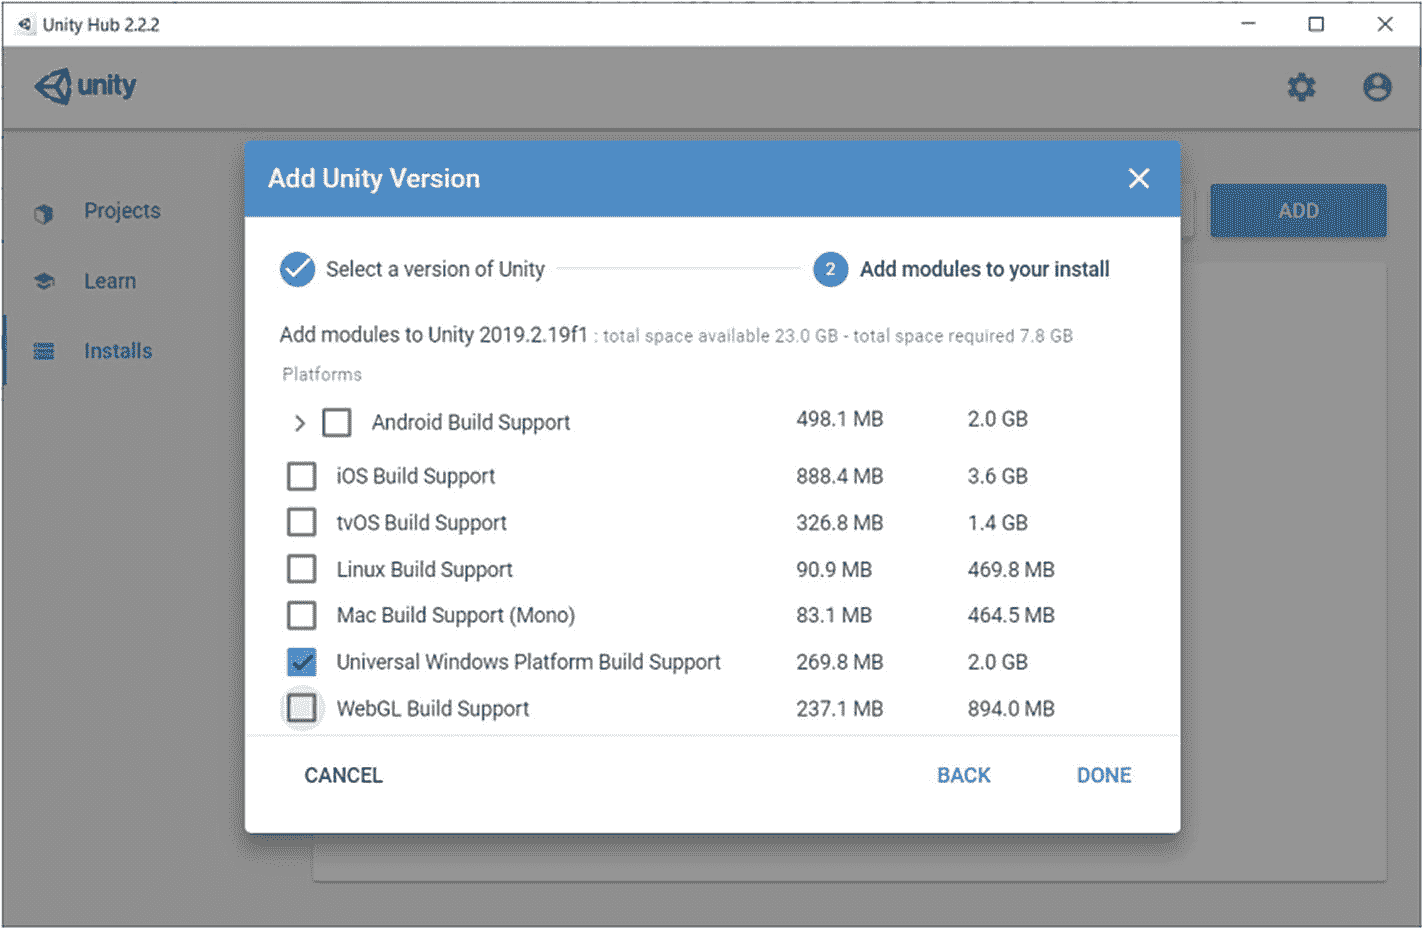 Unity Hub 2.2.2
unity
Add Unity Version
Projects
ADD
Select a version of Unity
2
Add modules to your install
Learn
Add modules to Unity 2019.2.19f1 : total space available 23.0 GB - total space required 7.8 GB
Installs
Platforms
Android Build Support 498.1 MB 2.0 GB
iOS Build Support 888.4 MB 3.6 GB
tvOS Build Support 326.8 MB 1.4 GB
Linux Build Support 90.9 MB 469.8 MB
Mac Build Support (Mono) 83.1 MB 464.5 MB
Universal Windows Platform Build Support 269.8 MB 2.0 GB
WebGL Build Support 237.1 MB 894.0 MB
CANCEL BACK DONE